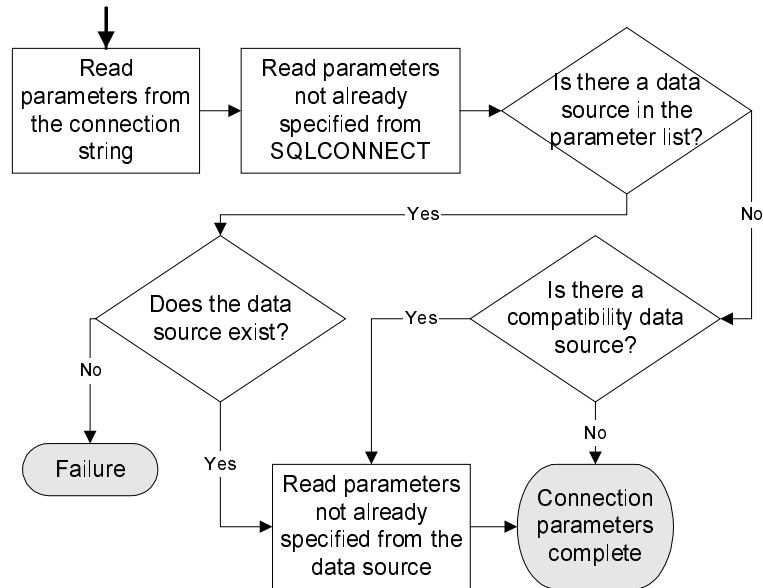 Read
parameters from
the connection
string
Read parameters
not already
specified from
SQLCONNECT
Is there a data
source in the
parameter list?
Yes
No
Does the data
source exist?
Yes
Is there a
compatibility data
source?
No
No
Yes
Failure
Read parameters
not already
specified from the
data source
Connection
parameters
complete